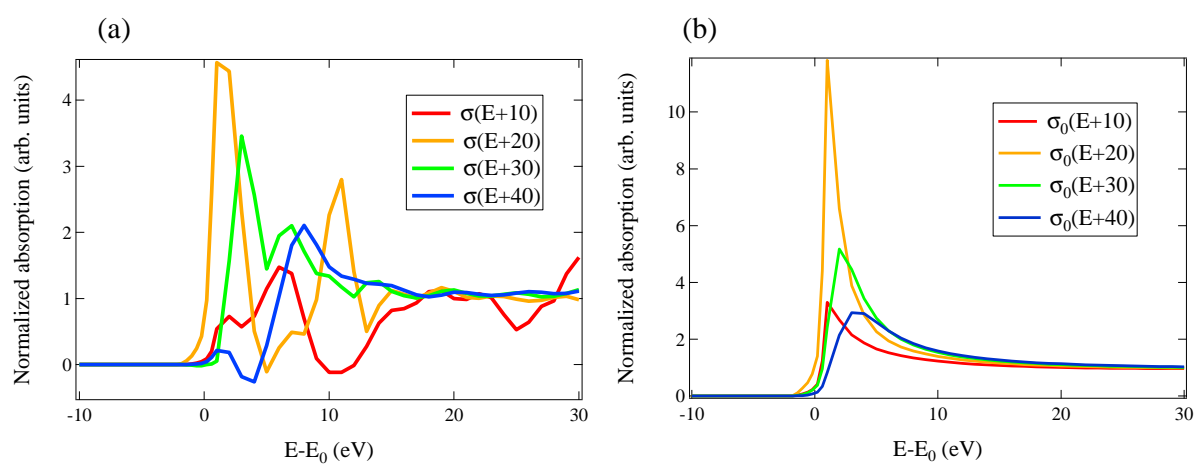 (a)
Normalized absorption (arb. units)
4
3
2
1
0
-10
0
10
20
30
E-E₀ (eV)
σ(E+10)
σ(E+20)
σ(E+30)
σ(E+40)
(b)
Normalized absorption (arb. units)
10
8
6
4
2
0
-10
0
10
20
30
E-E₀ (eV)
σ₀(E+10)
σ₀(E+20)
σ₀(E+30)
σ₀(E+40)